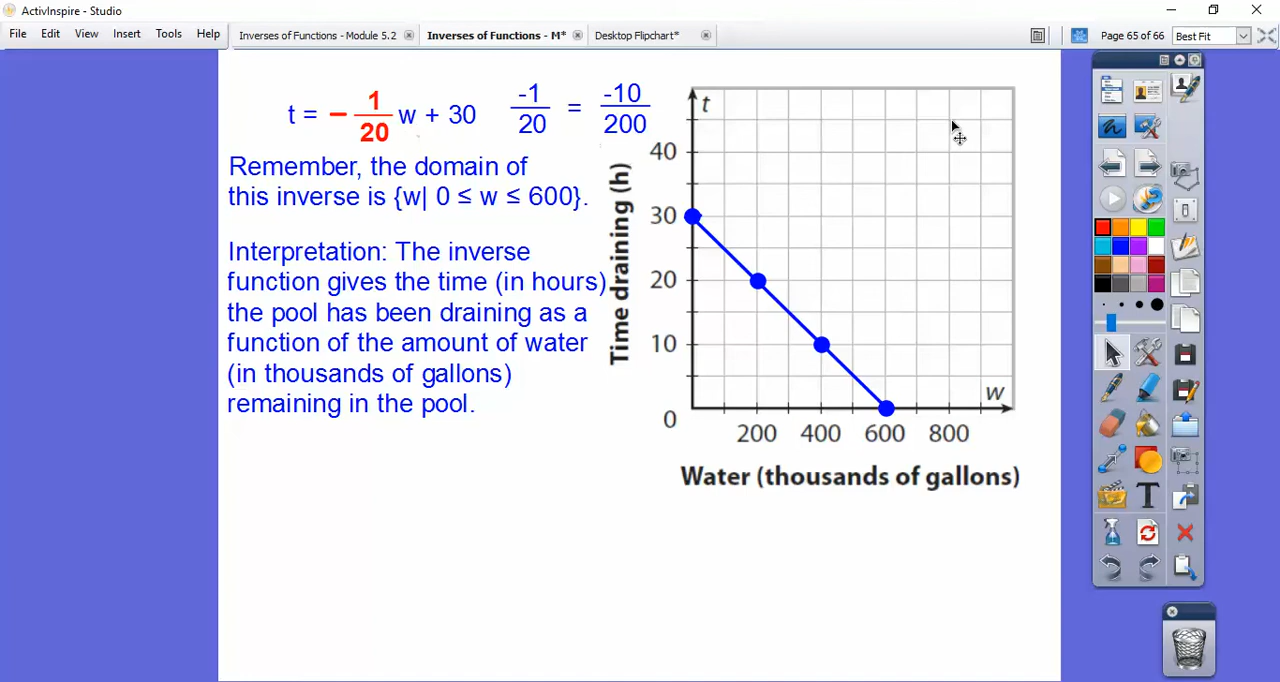 ActivInspire - Studio
File Edit View Insert Tools Help
Inverses of Functions - Module 5.2
Inverses of Functions - M*
Desktop Flipchart*
Page 65 of 66
Best Fit
t = − 1/20 w + 30
-1/20 = -10/200
Remember, the domain of
this inverse is {w| 0 ≤ w ≤ 600}.
Interpretation: The inverse
function gives the time (in hours)
the pool has been draining as a
function of the amount of water
(in thousands of gallons)
remaining in the pool.
t
Time draining (h)
40
30
20
10
0
w
200 400 600 800
Water (thousands of gallons)
T